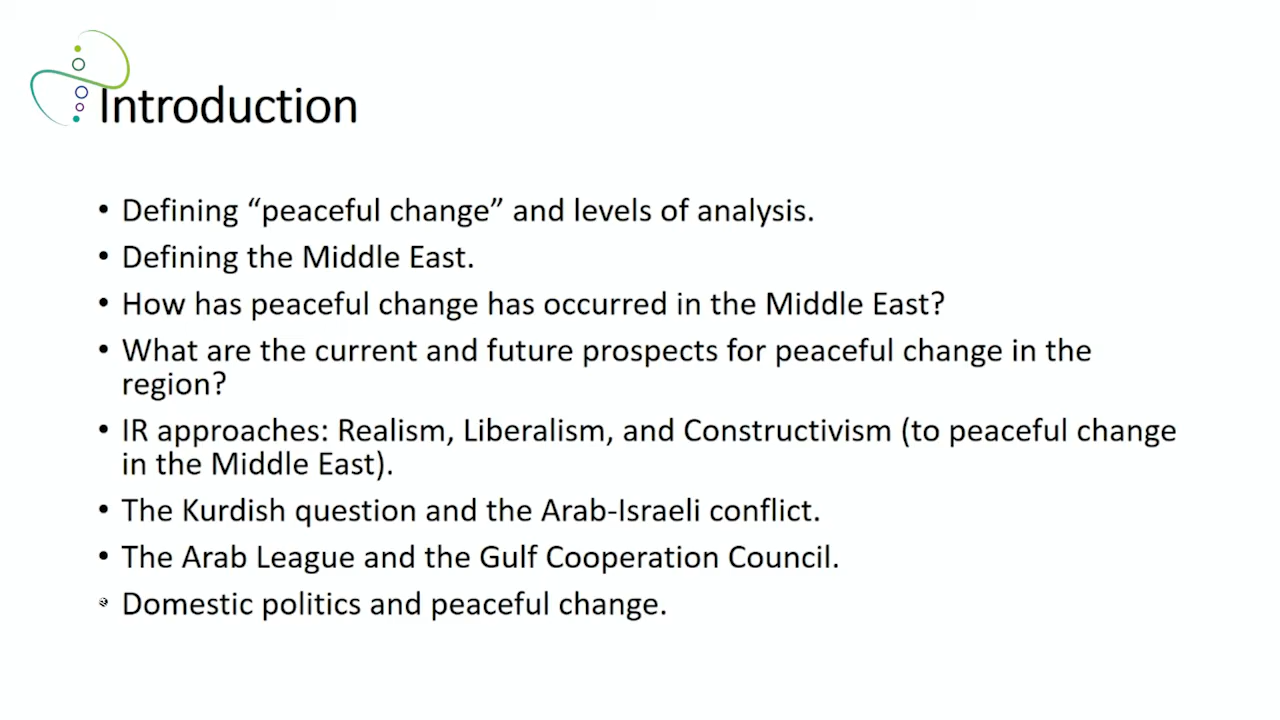 Introduction
• Defining “peaceful change” and levels of analysis.
• Defining the Middle East.
• How has peaceful change has occurred in the Middle East?
• What are the current and future prospects for peaceful change in the
region?
• IR approaches: Realism, Liberalism, and Constructivism (to peaceful change
in the Middle East).
• The Kurdish question and the Arab-Israeli conflict.
• The Arab League and the Gulf Cooperation Council.
• Domestic politics and peaceful change.